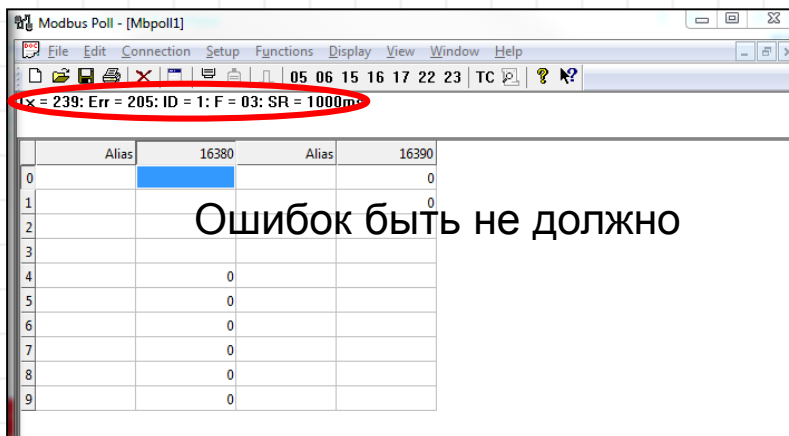 Modbus Poll - [Mbpoll1]
File Edit Connection Setup Functions Display View Window Help
05 06 15 16 17 22 23 TC
Tx = 239: Err = 205: ID = 1: F = 03: SR = 1000ms
Alias 16380 Alias 16390
0 0
1 0
Ошибок быть не должно
2
3
4 0
5 0
6 0
7 0
8 0
9 0